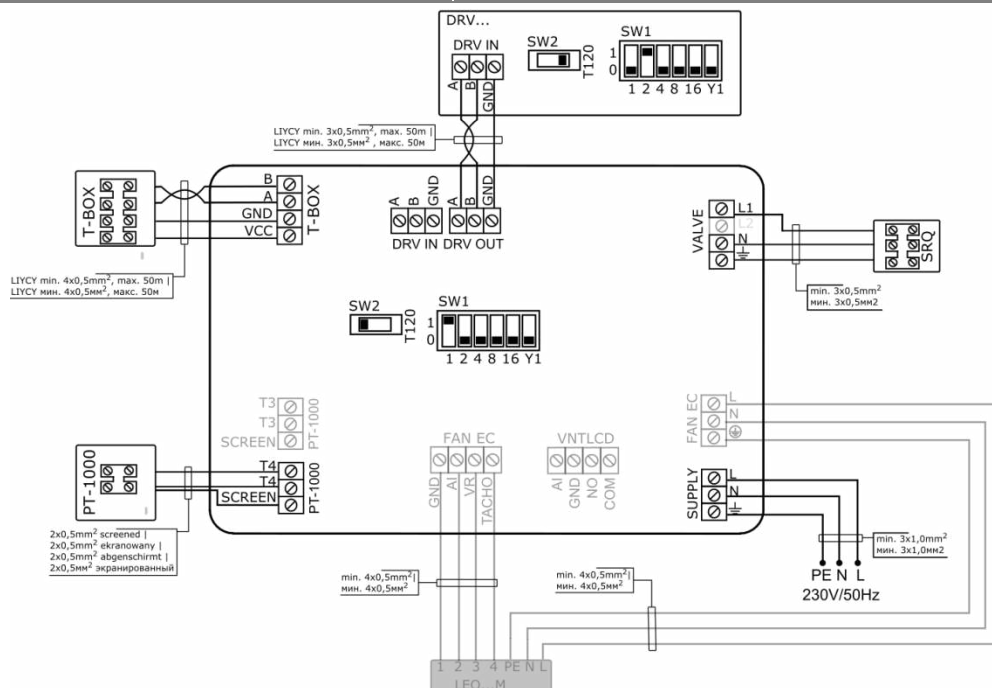 DRV...
DRV IN
A
B
GND
SW2
T120
SW1
1
0
1 2 4 8 16 Y1
LIYCY min. 3x0,5mm², max. 50m |
LIYCY мин. 3x0,5мм² , макс. 50м
T-BOX
B
A
GND
VCC
T-BOX
LIYCY min. 4x0,5mm², max. 50m |
LIYCY мин. 4x0,5мм², макс. 50м
A
B
GND
DRV IN
A
B
GND
DRV OUT
VALVE
L1
L2
N
SRQ
min. 3x0,5mm²
мин. 3x0,5мм2
SW2
T120
SW1
1
0
1 2 4 8 16 Y1
T3
T3
SCREEN
PT-1000
PT-1000
T4
T4
SCREEN
PT-1000
2x0,5mm² screened |
2x0,5mm² ekranowany |
2x0,5mm² abgenschirmt |
2x0,5мм² экранированный
FAN EC
GND
AI
VR
TACHO
VNTLCD
AI
GND
NO
COM
FAN EC
L
N
SUPPLY
L
N
min. 3x1,0mm²
мин. 3x1,0мм2
PE N L
230V/50Hz
min. 4x0,5mm²|
мин. 4x0,5мм²
min. 4x0,5mm²|
мин. 4x0,5мм²
1 2 3 4 PE N L
LEO...M